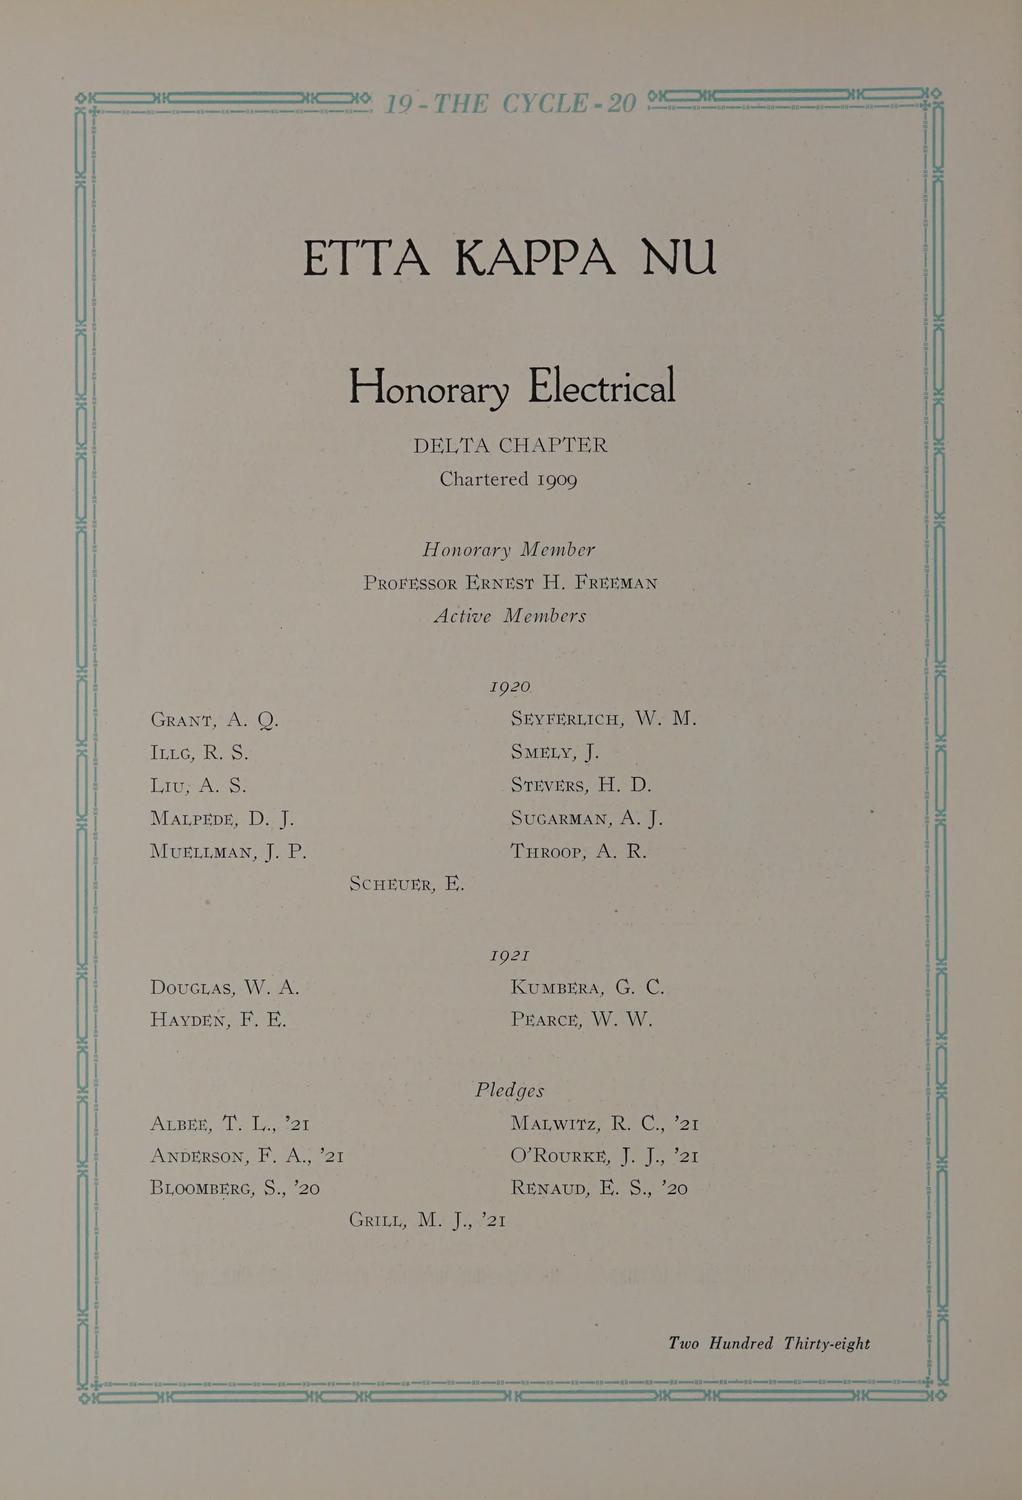 19-THE CYCLE-20
ETTA KAPPA NU
Honorary Electrical
DELTA CHAPTER
Chartered 1909
Honorary Member
Professor Ernest H. Freeman
Active Members
1920
Grant, A. Q.
Illg, R. S.
Liu, A. S.
Malpede, D. J.
Muellman, J. P.
Seyferlich, W. M.
Smely, J.
Stevers, H. D.
Sugarman, A. J.
Throop, A. R.
Scheuer, E.
1921
Douglas, W. A.
Hayden, F. E.
Kumbera, G. C.
Pearce, W. W.
Pledges
Albee, T. L., '21
Anderson, F. A., '21
Bloomberg, S., '20
Malwitz, R. C., '21
O'Rourke, J. J., '21
Renaud, E. S., '20
Grill, M. J., '21
Two Hundred Thirty-eight